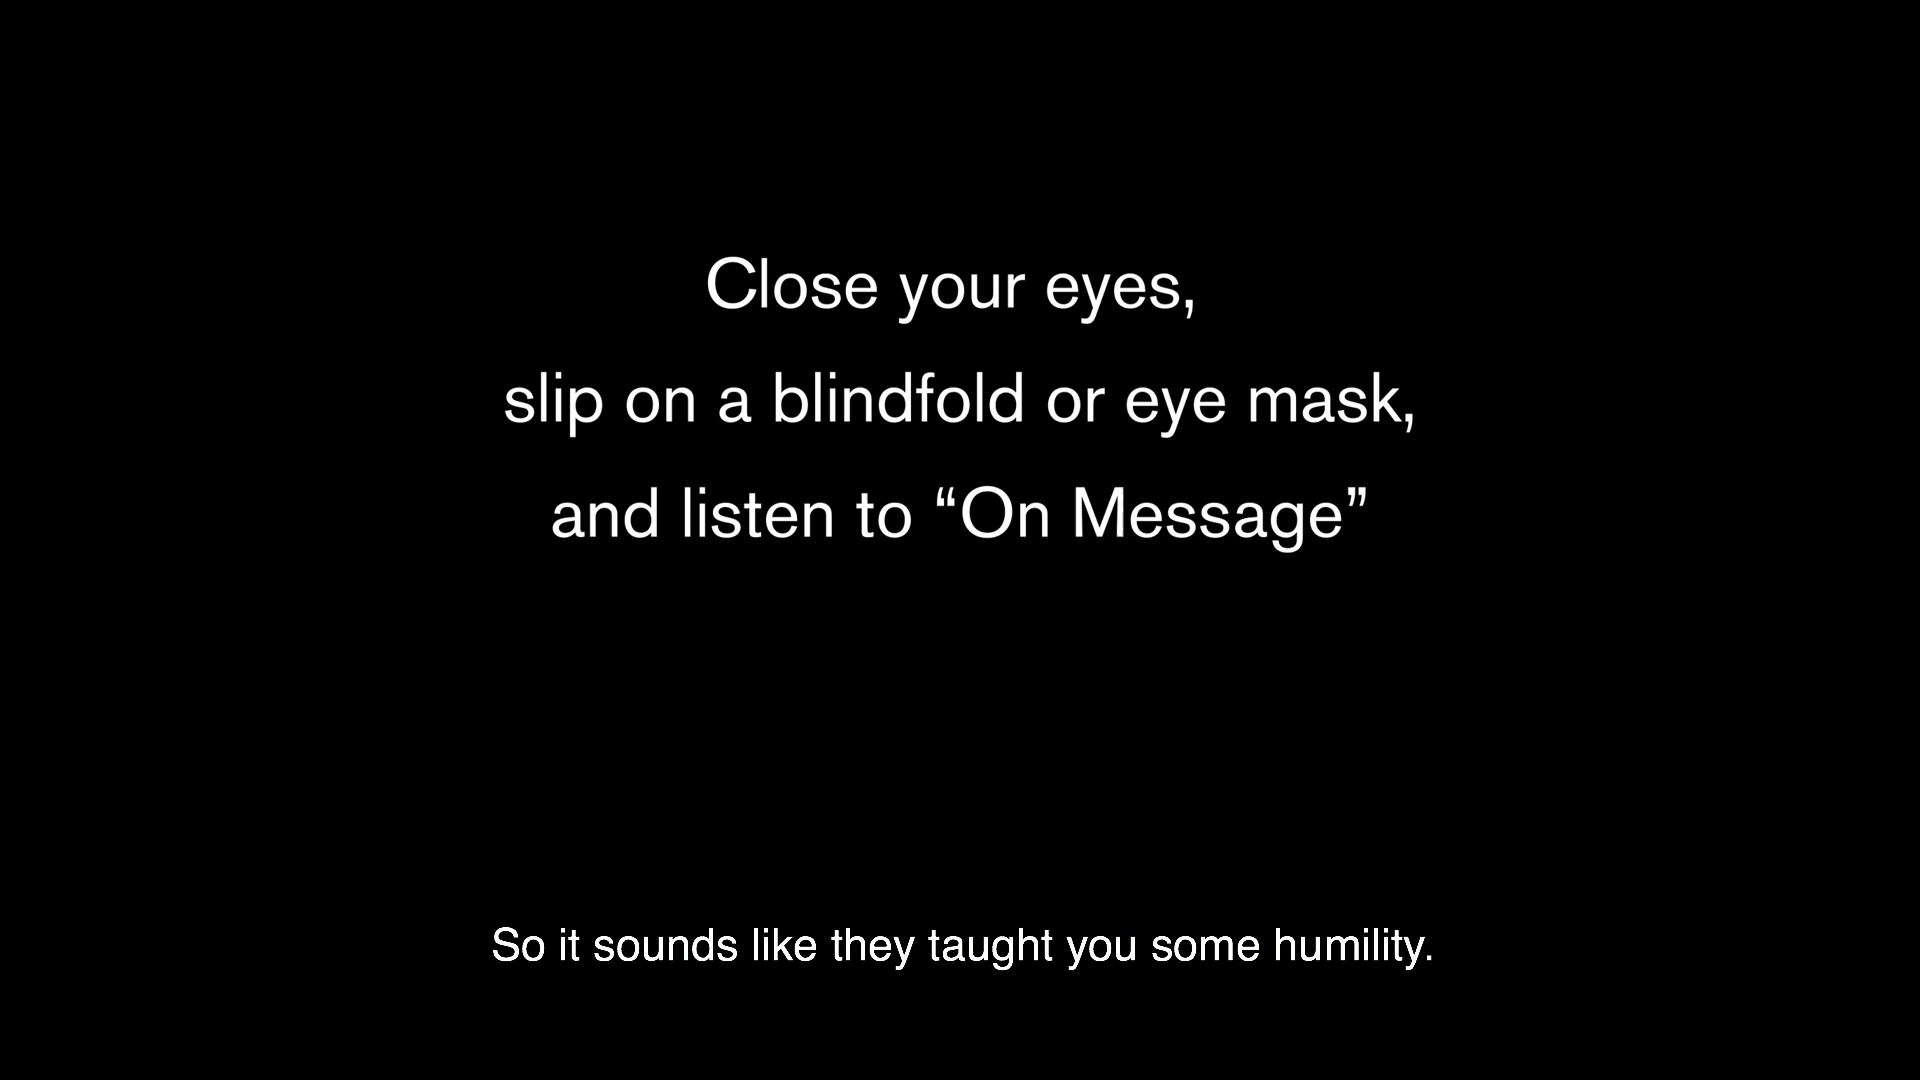 Close your eyes,
slip on a blindfold or eye mask,
and listen to “On Message”
So it sounds like they taught you some humility.